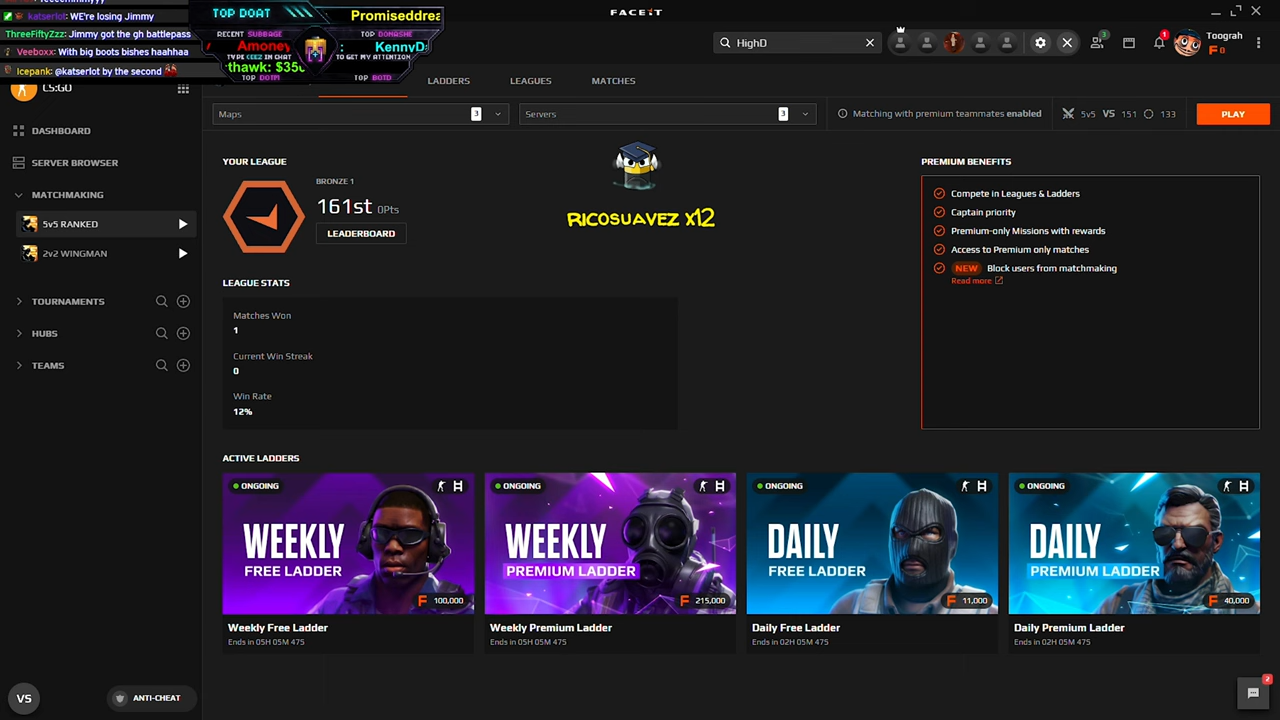 katserlot: WE're losing Jimmy
ThreeFiftyZzz: Jimmy got the gh battlepass
Veeboxx: With big boots bishes haahhaa
Icepank: @katserlot by the second
TOP DOAT
Promiseddrea
RECENT SUBBAGE
TOP DOMASHE
Amoney
: KennyD
TYPE CEEZ IN CHAT
TO GET MY ATTENTION
thawk: $350
TOP DOTM
TOP BOTD
FACEIT
HighD
3
1
Toograh
F 0
CS:GO
LADDERS
LEAGUES
MATCHES
Maps
3
Servers
3
Matching with premium teammates enabled
5v5 VS 151
133
PLAY
DASHBOARD
SERVER BROWSER
MATCHMAKING
5v5 RANKED
2v2 WINGMAN
TOURNAMENTS
HUBS
TEAMS
YOUR LEAGUE
BRONZE 1
161st 0Pts
LEADERBOARD
RICOSUAVEZ X12
PREMIUM BENEFITS
Compete in Leagues & Ladders
Captain priority
Premium-only Missions with rewards
Access to Premium only matches
NEW Block users from matchmaking
Read more
LEAGUE STATS
Matches Won
1
Current Win Streak
0
Win Rate
12%
ACTIVE LADDERS
ONGOING
WEEKLY
FREE LADDER
F 100,000
Weekly Free Ladder
Ends in 05H 05M 47S
ONGOING
WEEKLY
PREMIUM LADDER
F 215,000
Weekly Premium Ladder
Ends in 05H 05M 47S
ONGOING
DAILY
FREE LADDER
F 11,000
Daily Free Ladder
Ends in 02H 05M 47S
ONGOING
DAILY
PREMIUM LADDER
F 40,000
Daily Premium Ladder
Ends in 02H 05M 47S
VS
ANTI-CHEAT
2